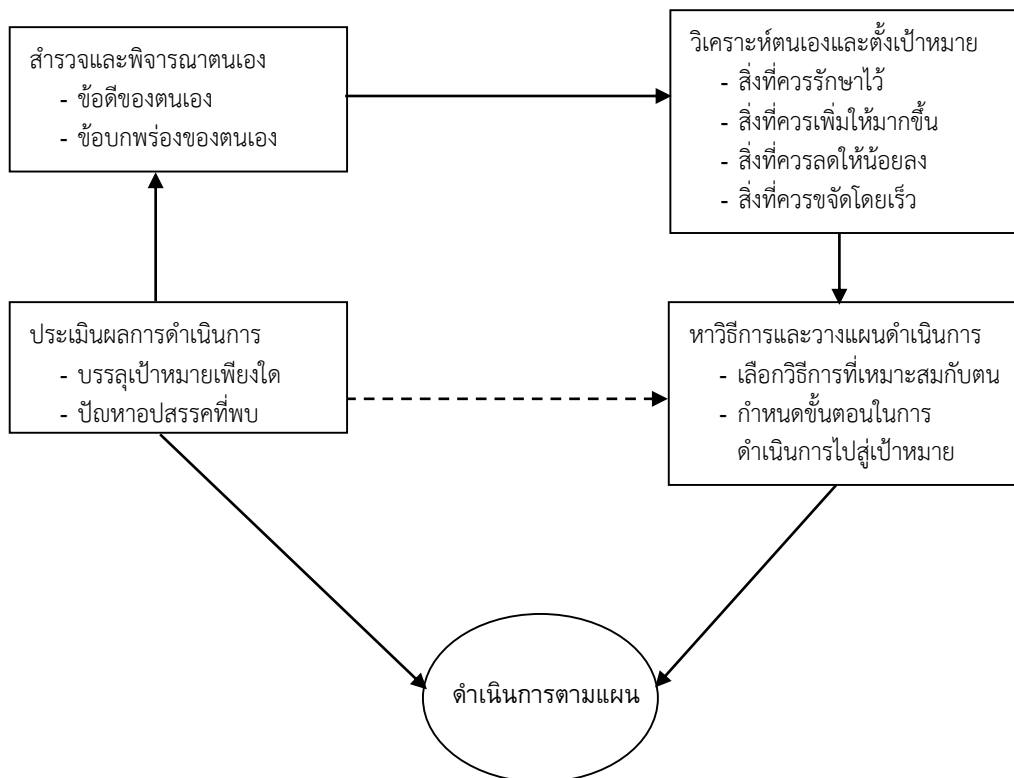 สำรวจและพิจารณาตนเอง
- ข้อดีของตนเอง
- ข้อบกพร่องของตนเอง
วิเคราะห์ตนเองและตั้งเป้าหมาย
- สิ่งที่ควรรักษาไว้
- สิ่งที่ควรเพิ่มให้มากขึ้น
- สิ่งที่ควรลดให้น้อยลง
- สิ่งที่ควรขจัดโดยเร็ว
ประเมินผลการดำเนินการ
- บรรลุเป้าหมายเพียงใด
- ปัญหาอุปสรรคที่พบ
หาวิธีการและวางแผนดำเนินการ
- เลือกวิธีการที่เหมาะสมกับตน
- กำหนดขั้นตอนในการ
ดำเนินการไปสู่เป้าหมาย
ดำเนินการตามแผน